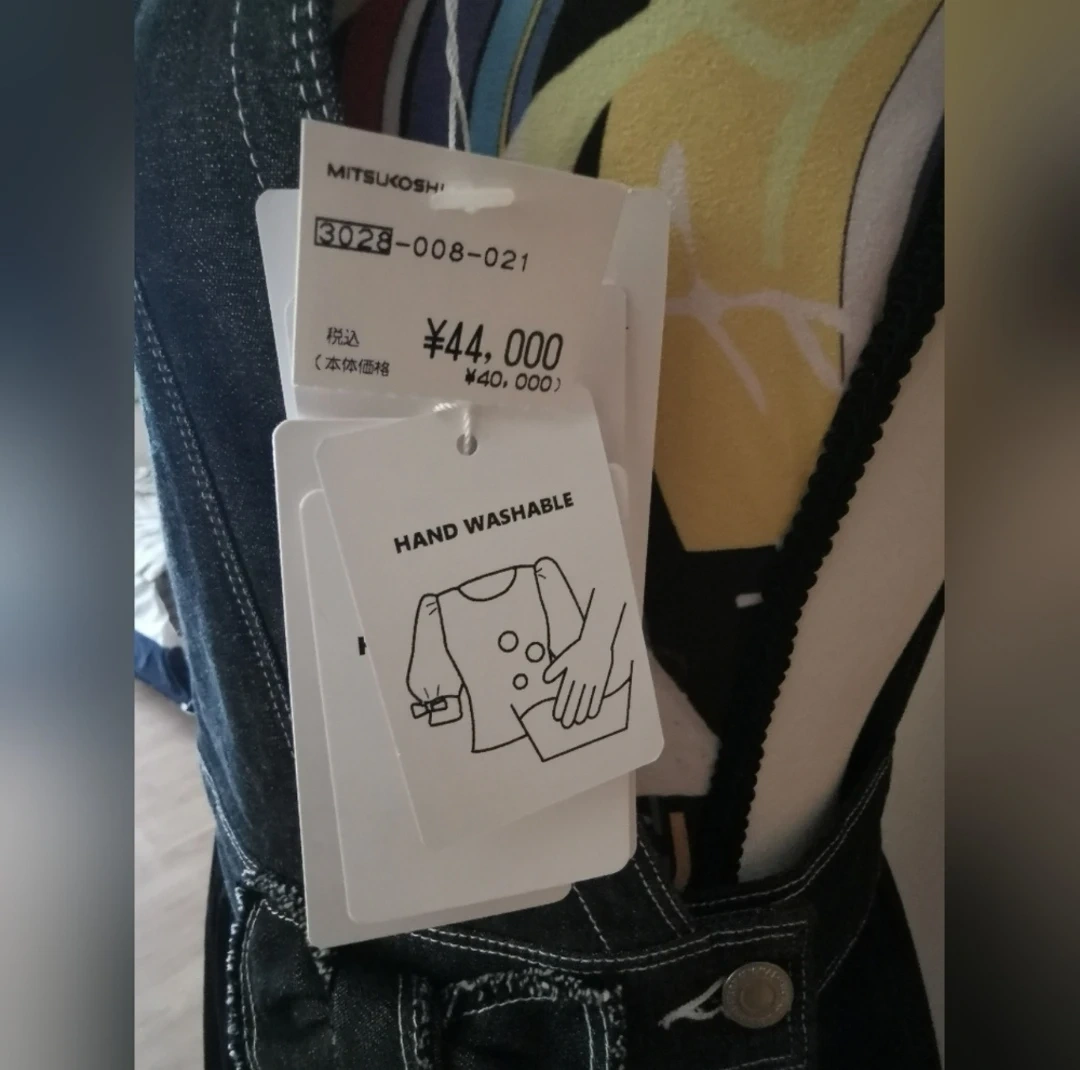 MITSUKOSHI
3028-008-021
税込 ¥44,000
(本体価格 ¥40,000)
HAND WASHABLE